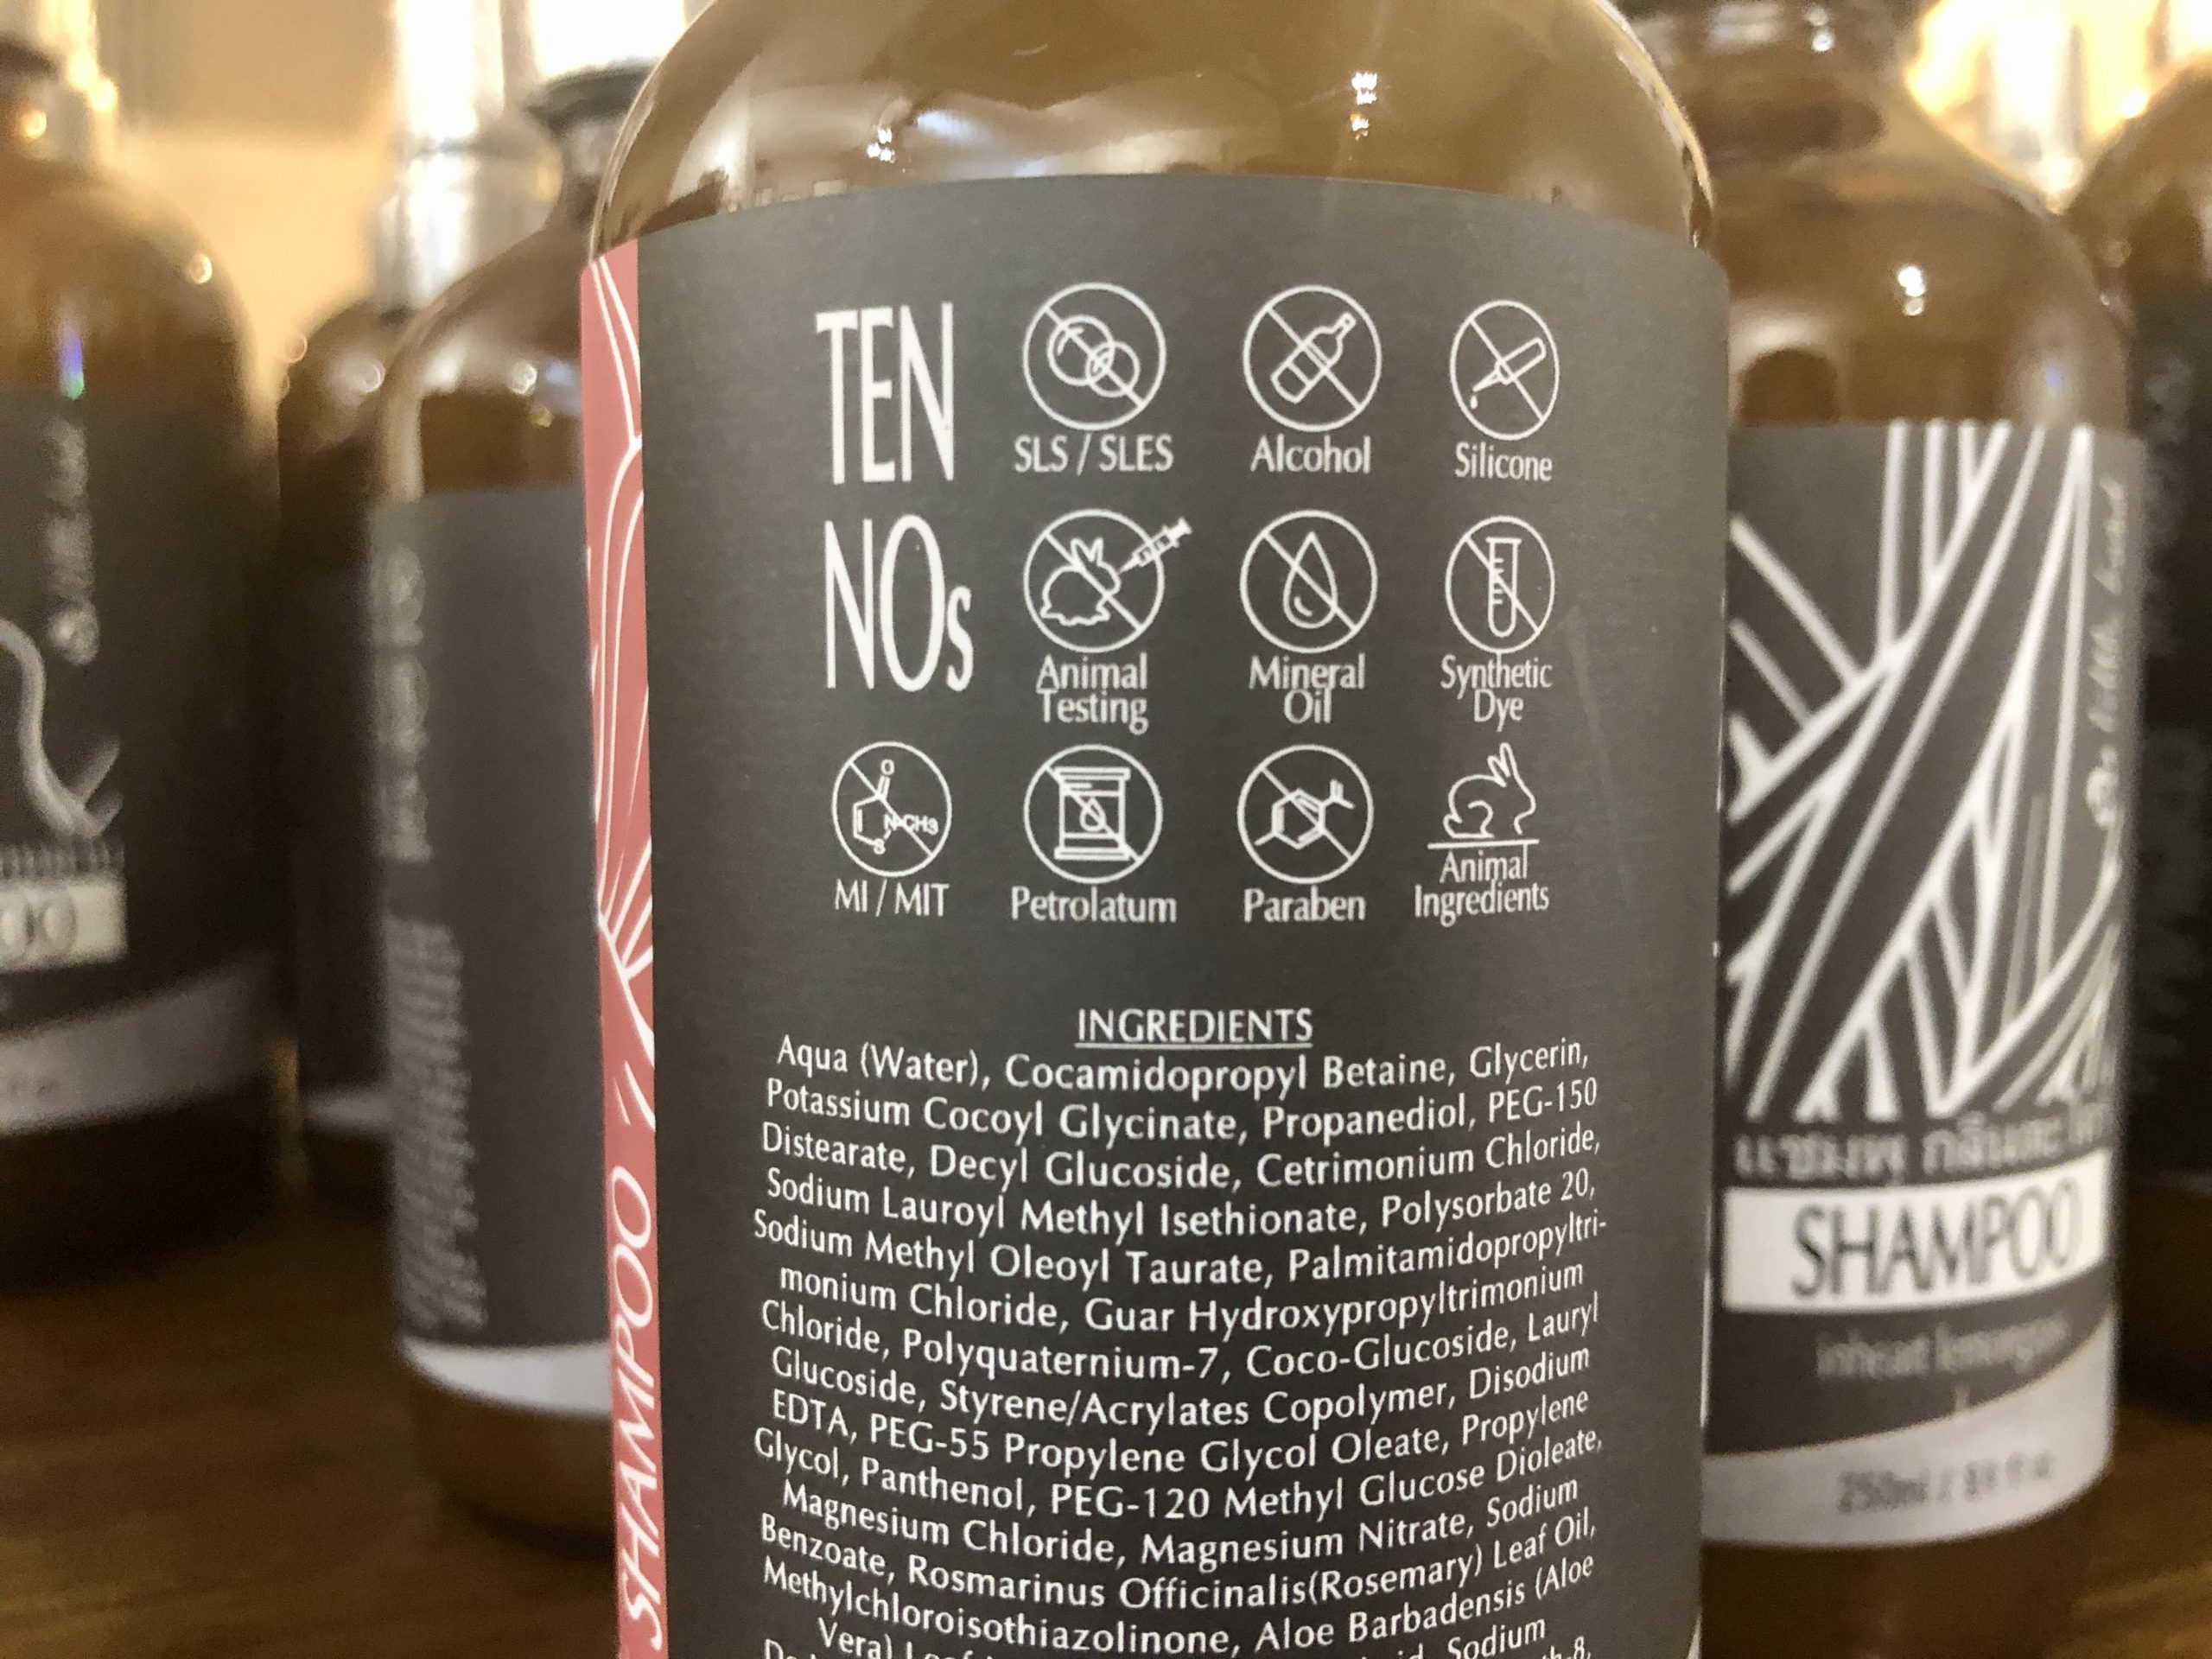 TEN
NOs
SLS / SLES
Alcohol
Silicone
Animal
Testing
Mineral
Oil
Synthetic
Dye
O
N-CH3
S
MI / MIT
Petrolatum
Paraben
Animal
Ingredients
INGREDIENTS
Aqua (Water), Cocamidopropyl Betaine, Glycerin,
Potassium Cocoyl Glycinate, Propanediol, PEG-150
Distearate, Decyl Glucoside, Cetrimonium Chloride,
Sodium Lauroyl Methyl Isethionate, Polysorbate 20,
Sodium Methyl Oleoyl Taurate, Palmitamidopropyltri-
monium Chloride, Guar Hydroxypropyltrimonium
Chloride, Polyquaternium-7, Coco-Glucoside, Lauryl
Glucoside, Styrene/Acrylates Copolymer, Disodium
EDTA, PEG-55 Propylene Glycol Oleate, Propylene
Glycol, Panthenol, PEG-120 Methyl Glucose Dioleate,
Magnesium Chloride, Magnesium Nitrate, Sodium
Benzoate, Rosmarinus Officinalis(Rosemary) Leaf Oil,
Methylchloroisothiazolinone, Aloe Barbadensis (Aloe
Vera) Sodium
SHAMPOO
SHAMPOO
250ml